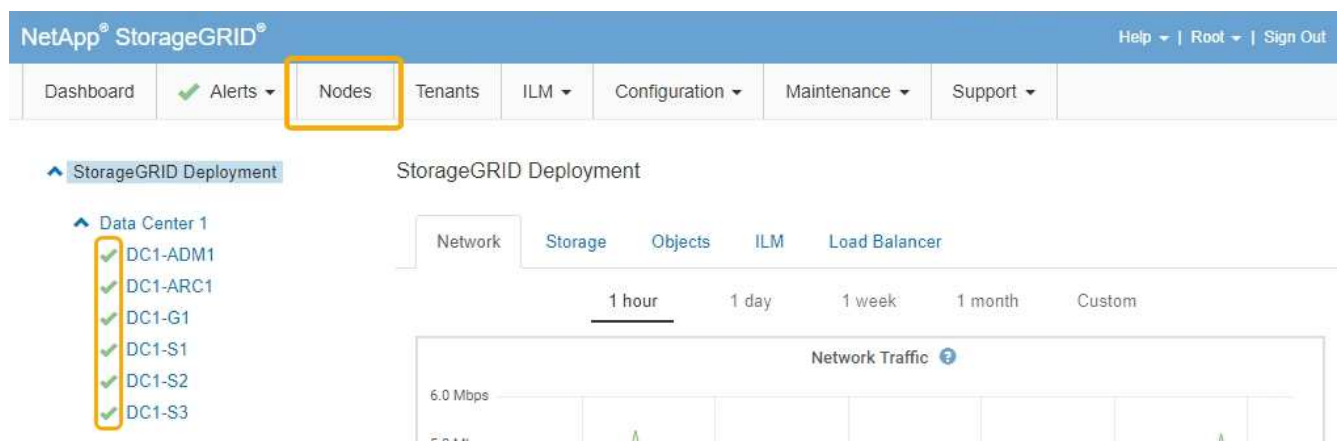 NetApp® StorageGRID®
Help | Root | Sign Out
Dashboard Alerts Nodes Tenants ILM Configuration Maintenance Support
StorageGRID Deployment
Data Center 1
DC1-ADM1
DC1-ARC1
DC1-G1
DC1-S1
DC1-S2
DC1-S3
StorageGRID Deployment
Network Storage Objects ILM Load Balancer
1 hour 1 day 1 week 1 month Custom
Network Traffic ?
6.0 Mbps